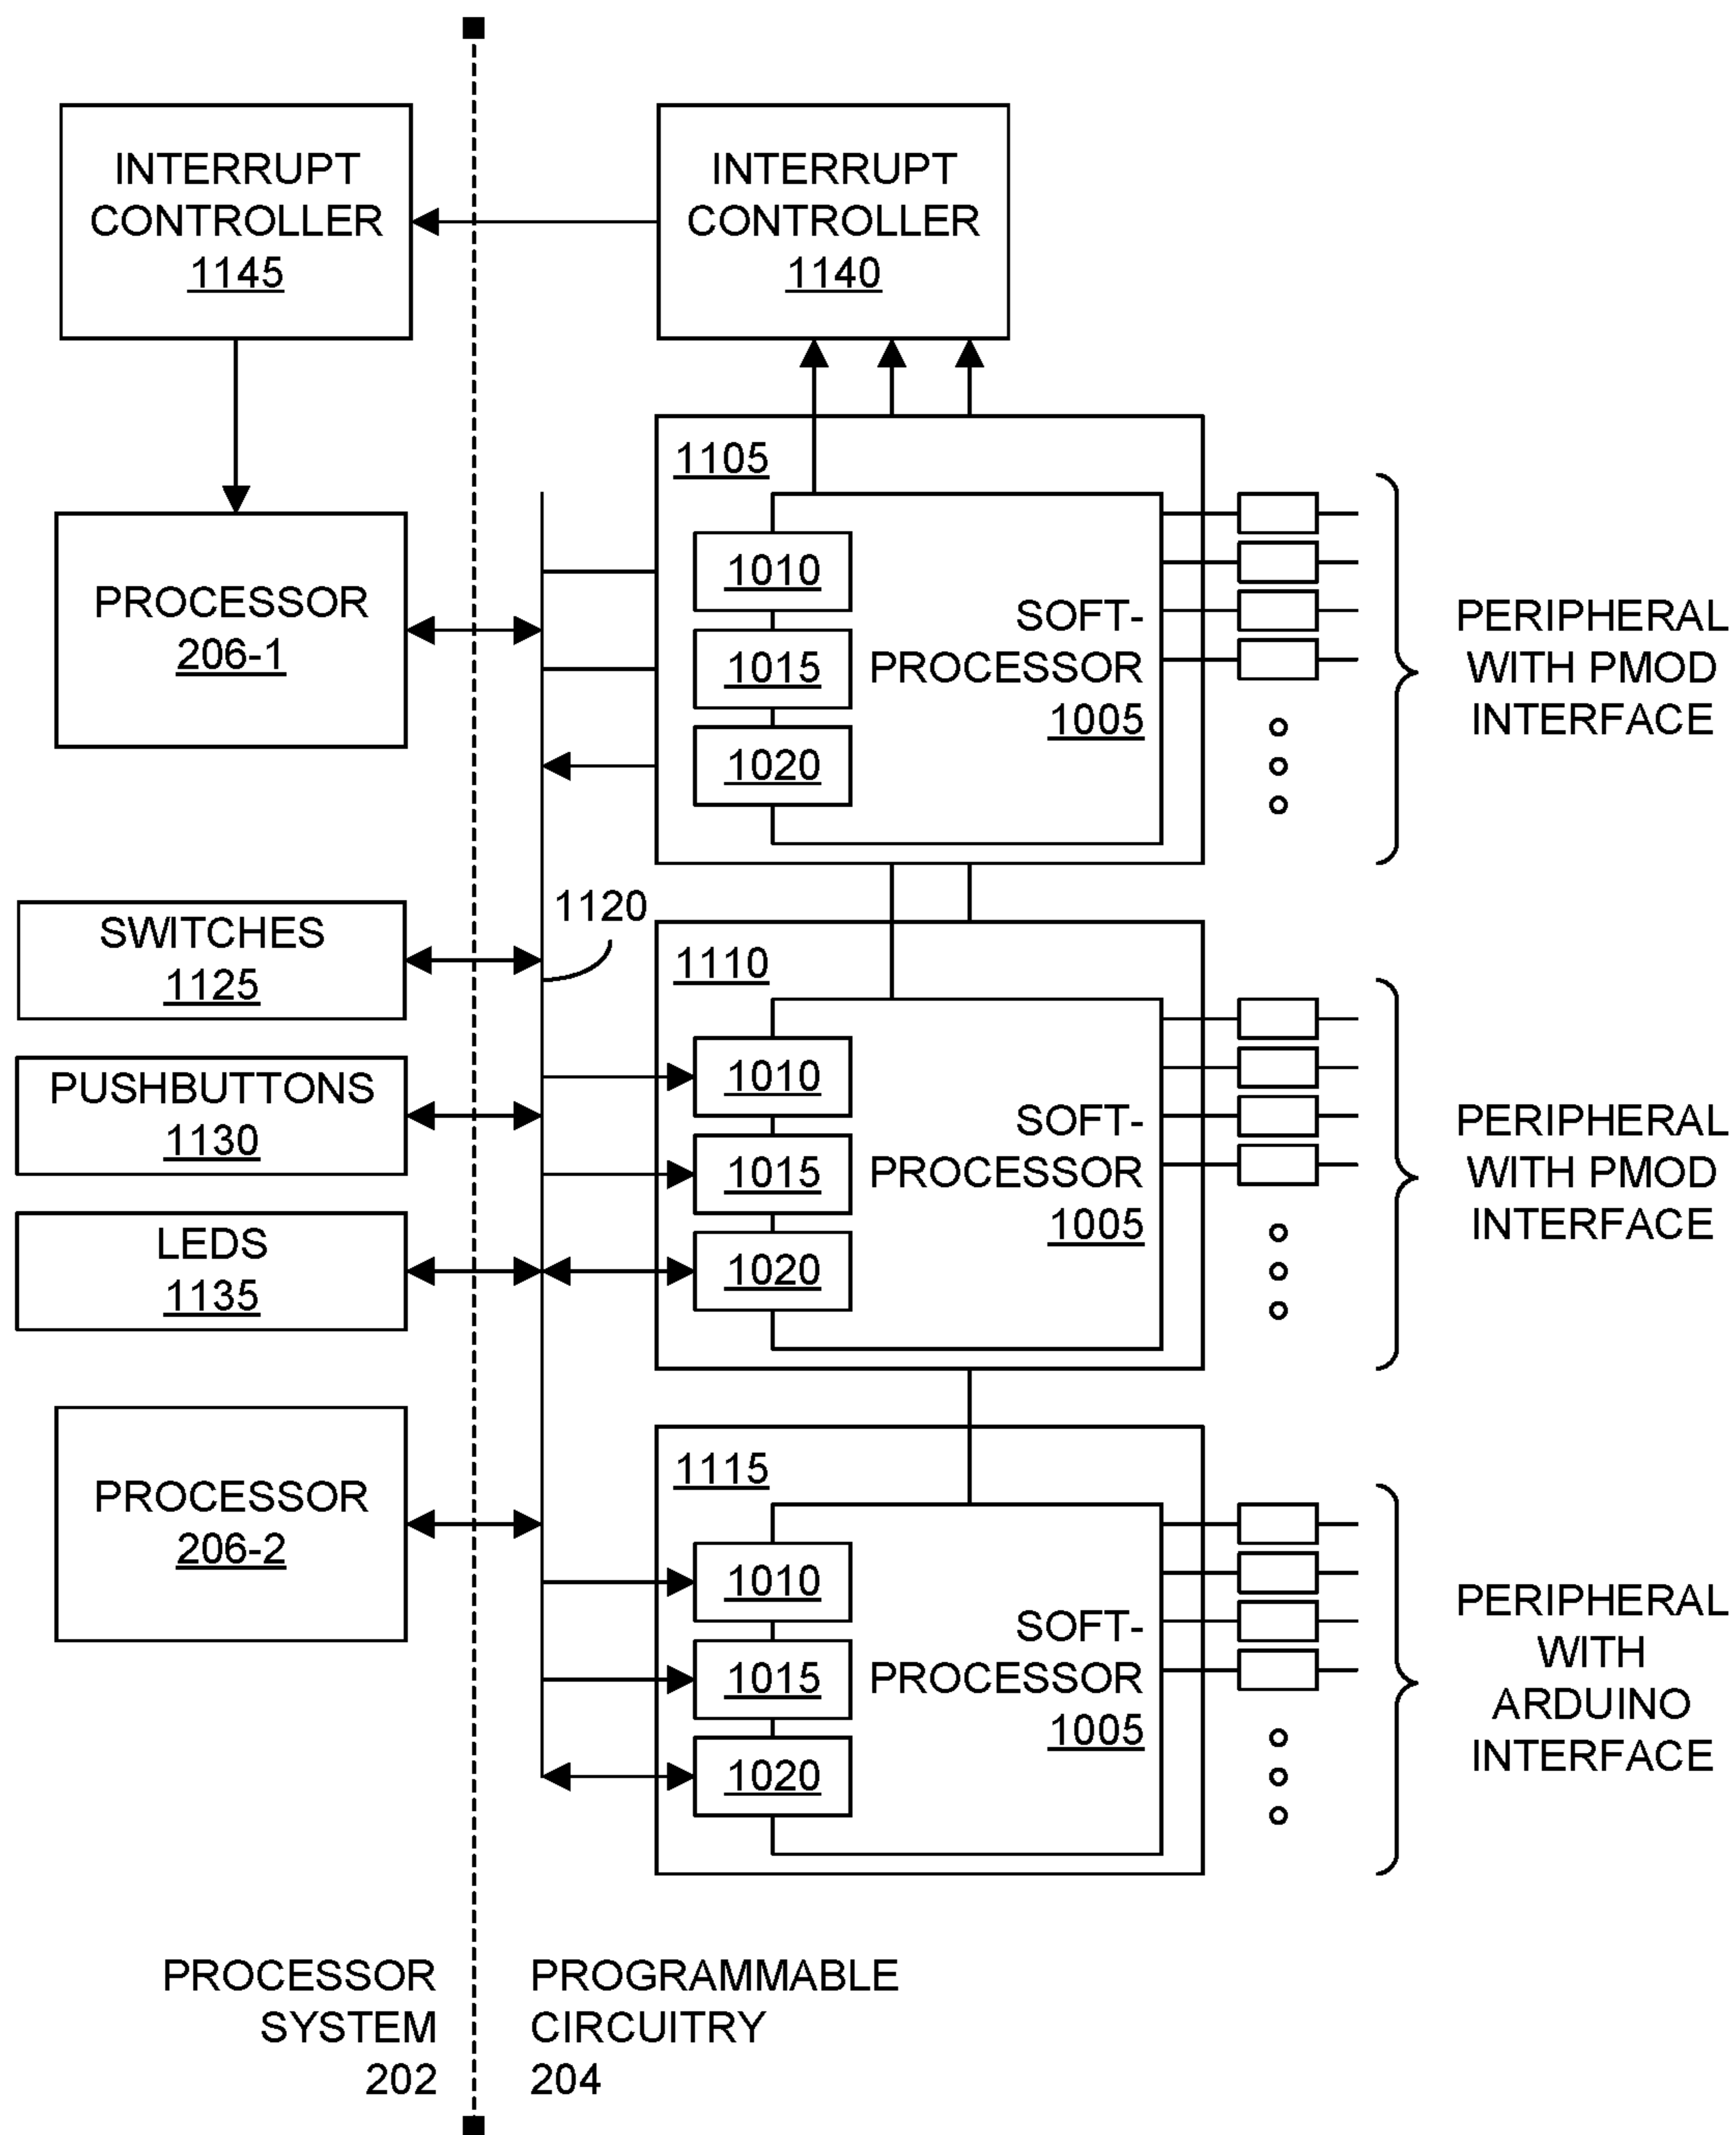 INTERRUPT
CONTROLLER
1145
INTERRUPT
CONTROLLER
1140
PROCESSOR
206-1
1105
1010
1015
1020
SOFT-
PROCESSOR
1005
PERIPHERAL
WITH PMOD
INTERFACE
1120
SWITCHES
1125
PUSHBUTTONS
1130
LEDS
1135
1110
1010
1015
1020
SOFT-
PROCESSOR
1005
PERIPHERAL
WITH PMOD
INTERFACE
PROCESSOR
206-2
1115
1010
1015
1020
SOFT-
PROCESSOR
1005
PERIPHERAL
WITH
ARDUINO
INTERFACE
PROCESSOR
SYSTEM
202
PROGRAMMABLE
CIRCUITRY
204